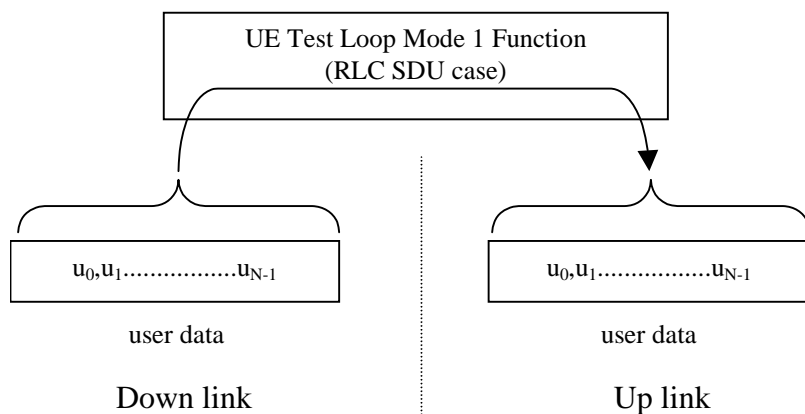 UE Test Loop Mode 1 Function
(RLC SDU case)
u0,u1..................uN-1
u0,u1..................uN-1
user data
user data
Down link
Up link